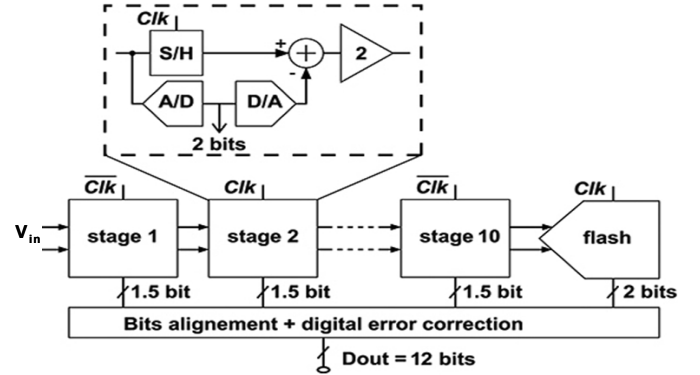 Clk
S/H
+
+
-
2
A/D
D/A
2 bits
Clk
Clk
Clk
Clk
Vin
stage 1
stage 2
stage 10
flash
1.5 bit
1.5 bit
1.5 bit
2 bits
Bits alignement + digital error correction
Dout = 12 bits